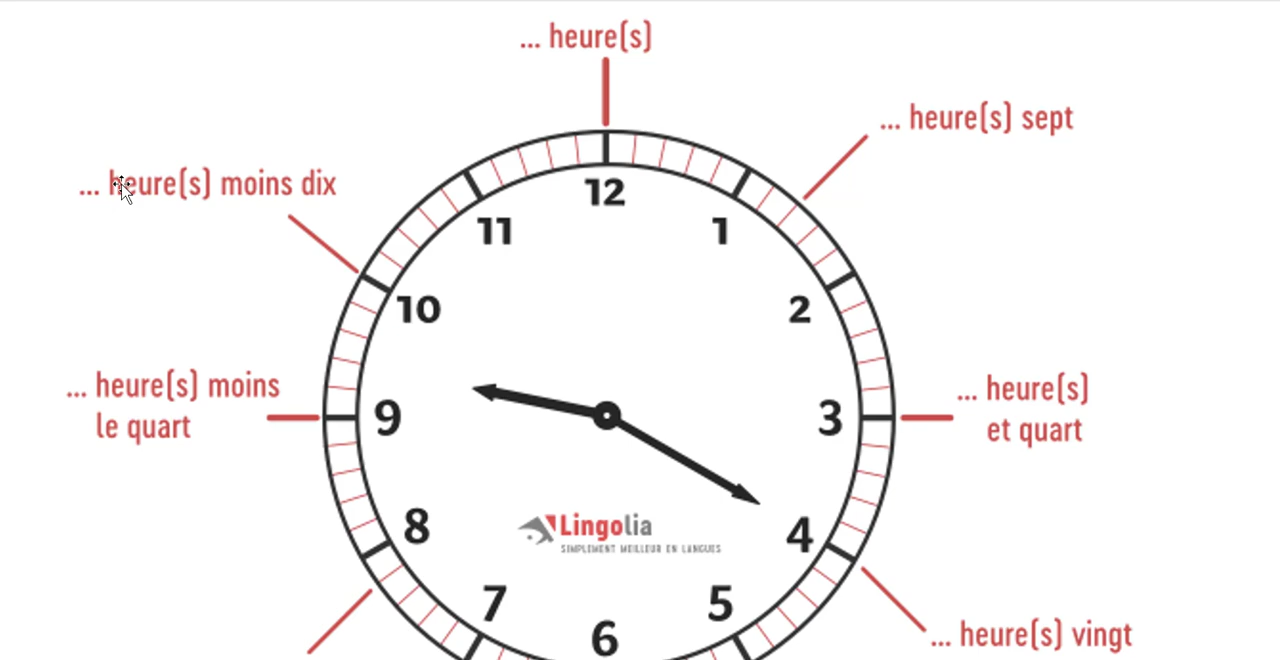 ... heure(s)
... heure(s) sept
... heure(s) moins dix
12
11
1
10
2
... heure(s) moins
le quart
9
3
... heure(s)
et quart
8
4
Lingolia
SIMPLEMENT MEILLEUR EN LANGUES
7
5
6
... heure(s) vingt